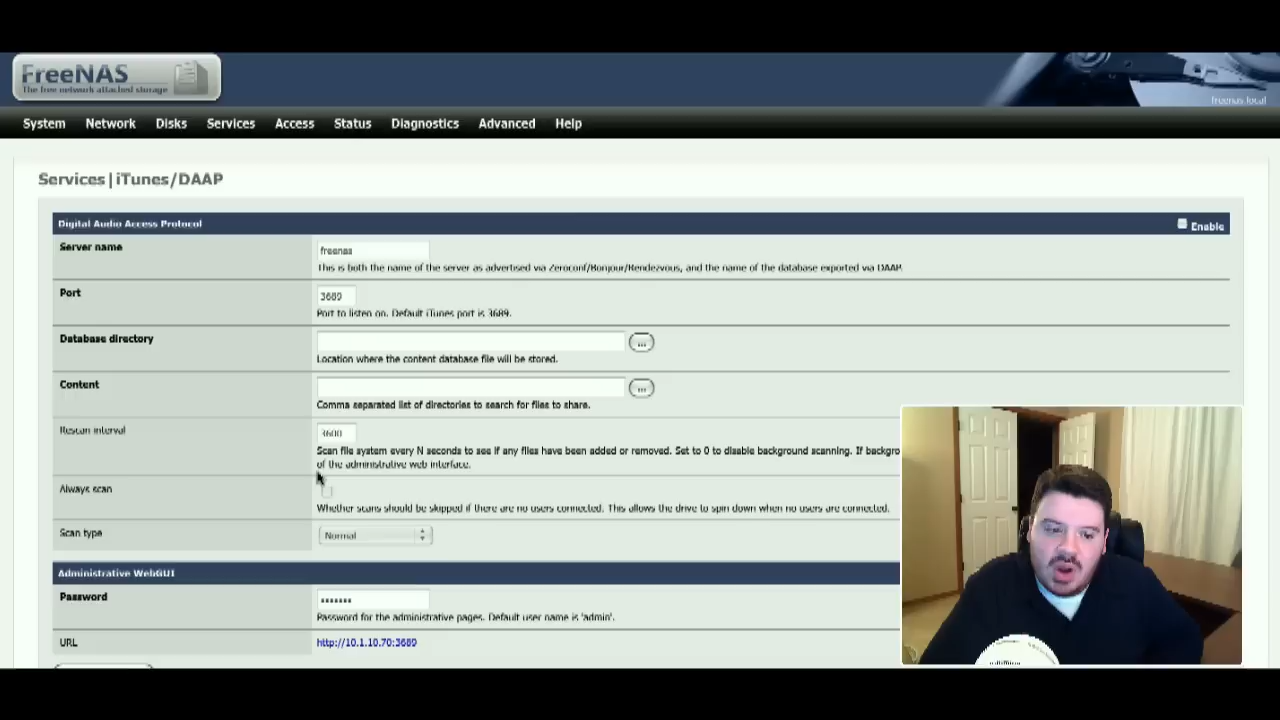 FreeNAS
The free network attached storage
freenas.local
System Network Disks Services Access Status Diagnostics Advanced Help
Services|iTunes/DAAP
Digital Audio Access Protocol
Enable
Server name
freenas
This is both the name of the server as advertised via Zeroconf/Bonjour/Rendezvous, and the name of the database exported via DAAP.
Port
3689
Port to listen on. Default iTunes port is 3689.
Database directory
...
Location where the content database file will be stored.
Content
...
Comma separated list of directories to search for files to share.
Rescan interval
3600
Scan file system every N seconds to see if any files have been added or removed. Set to 0 to disable background scanning. If backgro
of the administrative web interface.
Always scan
Whether scans should be skipped if there are no users connected. This allows the drive to spin down when no users are connected.
Scan type
Normal
Administrative WebGUI
Password
•••••••
Password for the administrative pages. Default user name is 'admin'.
URL
http://10.1.10.70:3689